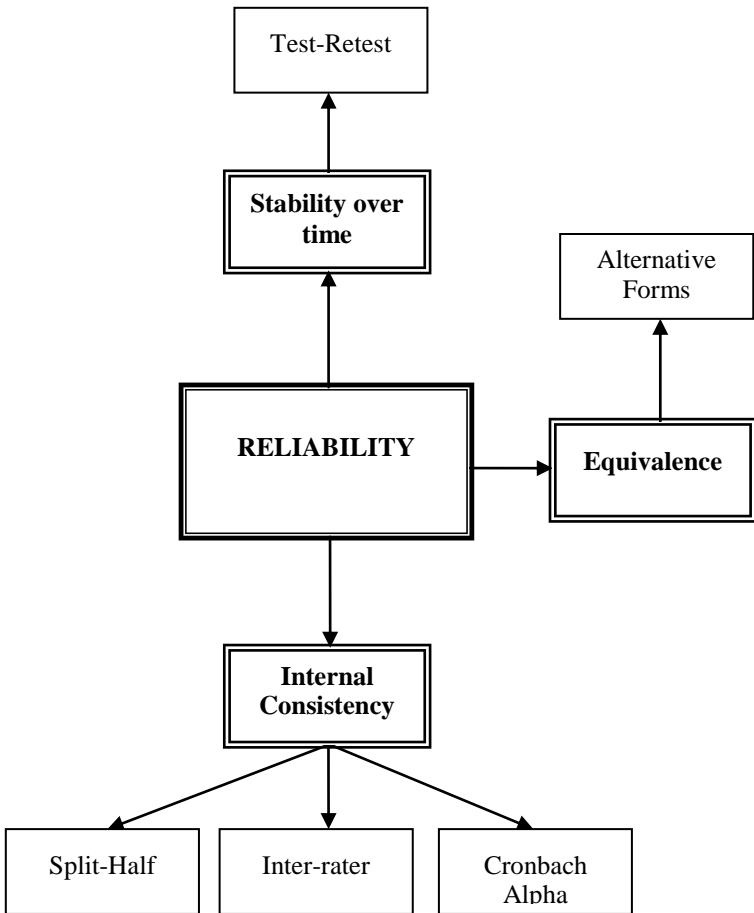 Test-Retest
Stability over
time
Alternative
Forms
RELIABILITY
Equivalence
Internal
Consistency
Split-Half
Inter-rater
Cronbach
Alpha